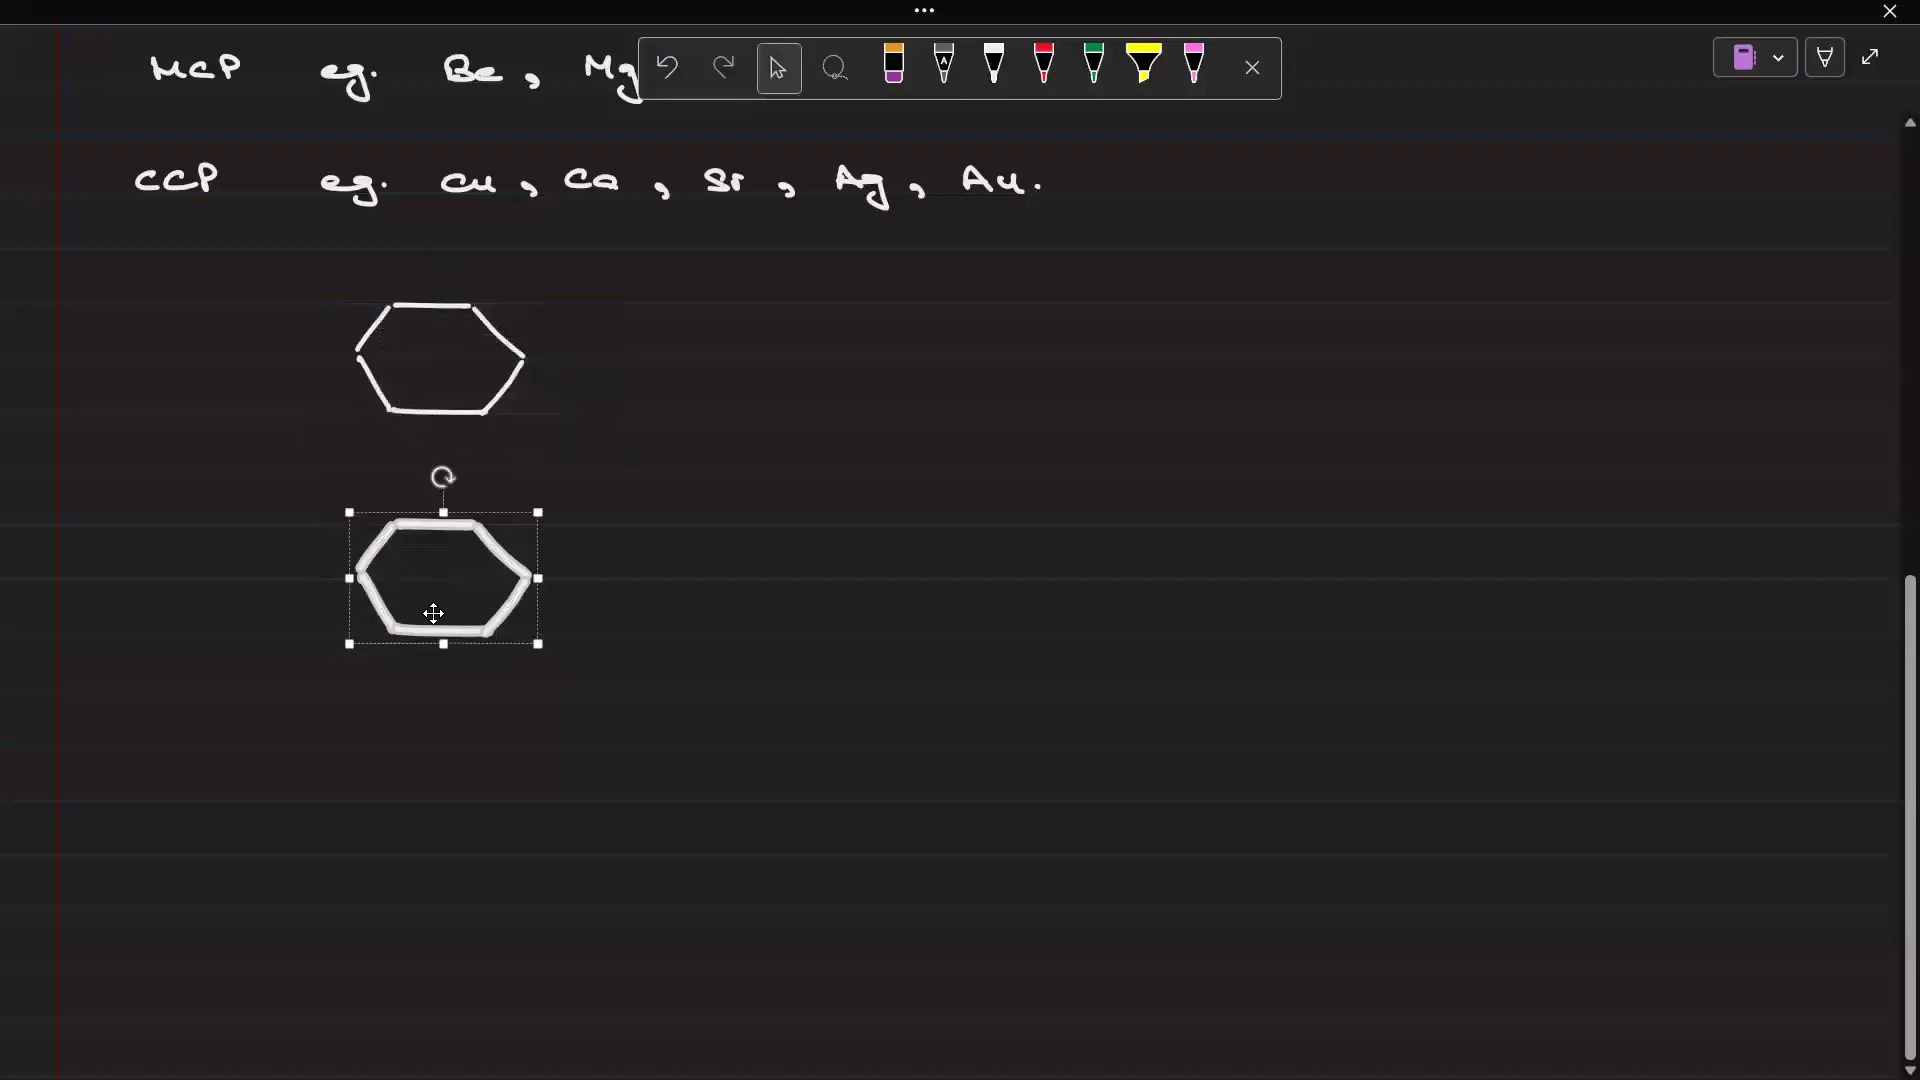 HCP eg. Be, Mg
CCP eg. Cu, Ca, Sr, Ag, Au.